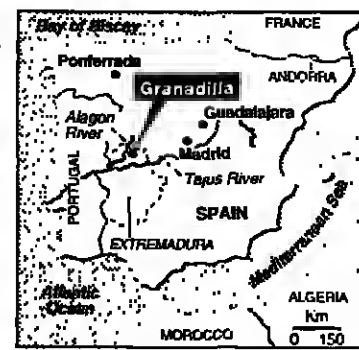 Bay of Biscay
FRANCE
Ponferrada
ANDORRA
Granadilla
Alagon
River
Guadalajara
Madrid
Tajus River
PORTUGAL
SPAIN
EXTREMADURA
Mediterranean Sea
Atlantic
Ocean
ALGERIA
Km
0 150
MOROCCO